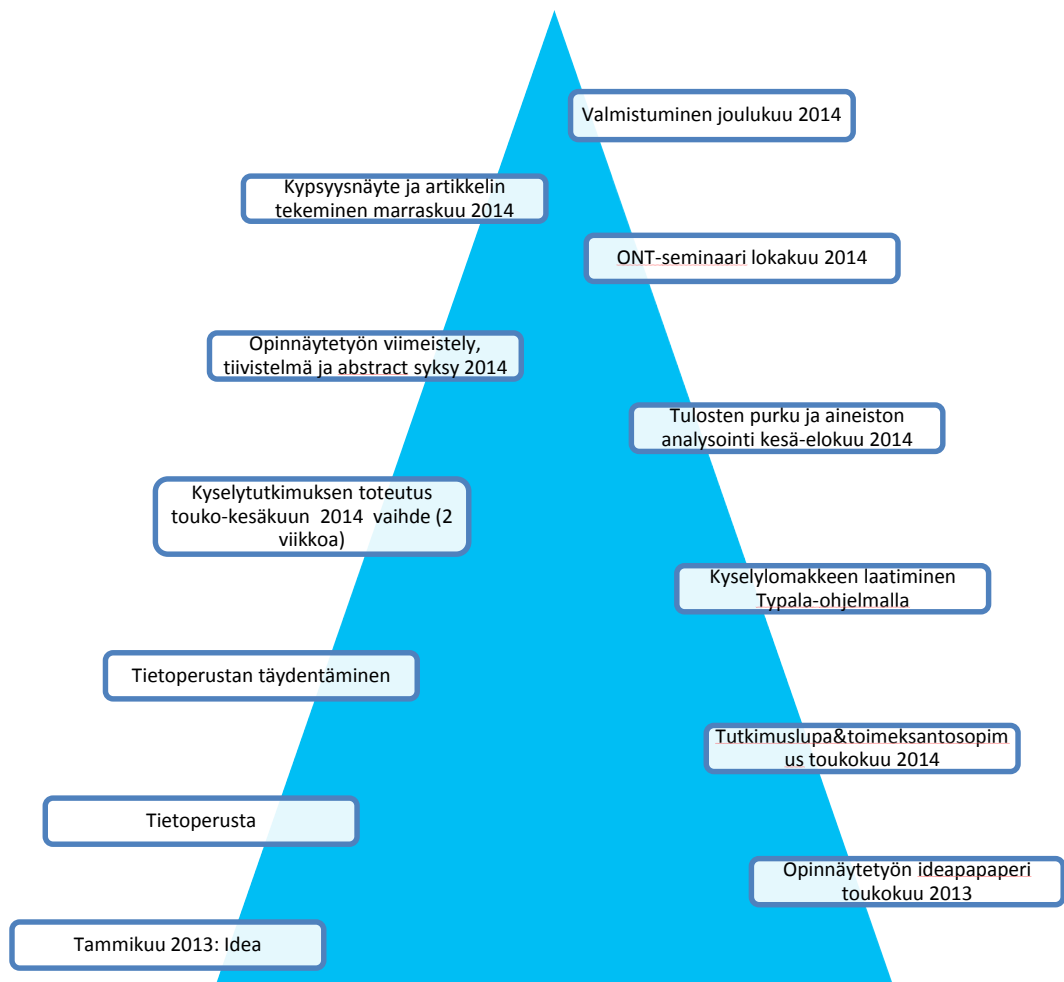 Valmistuminen joulukuu 2014
Kypsyysnäyte ja artikkelin
tekeminen marraskuu 2014
ONT-seminaari lokakuu 2014
Opinnäytetyön viimeistely,
tiivistelmä ja abstract syksy 2014
Tulosten purku ja aineiston
analysointi kesä-elokuu 2014
Kyselytutkimuksen toteutus
touko-kesäkuun 2014 vaihde (2
viikkoa)
Kyselylomakkeen laatiminen
Typala-ohjelmalla
Tietoperustan täydentäminen
Tutkimuslupa&toimeksantosopim
us toukokuu 2014
Tietoperusta
Opinnäytetyön ideapapaperi
toukokuu 2013
Tammikuu 2013: Idea